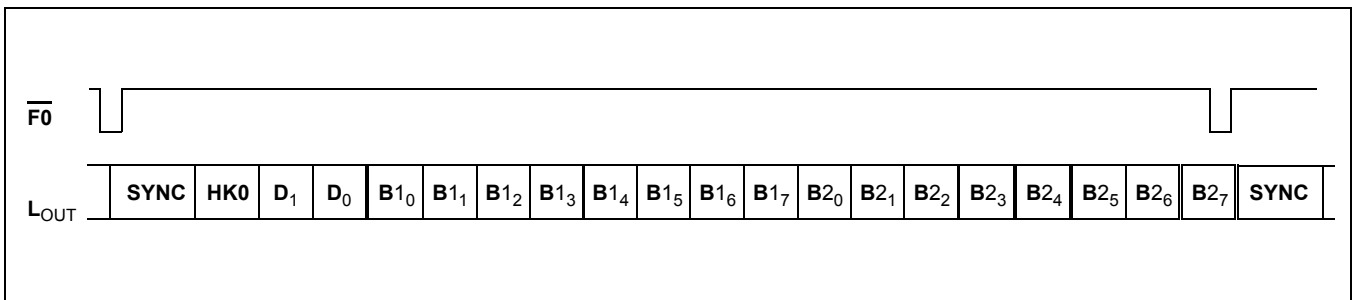 F0
L_OUT SYNC HK0 D₁ D₀ B1₀ B1₁ B1₂ B1₃ B1₄ B1₅ B1₆ B1₇ B2₀ B2₁ B2₂ B2₃ B2₄ B2₅ B2₆ B2₇ SYNC